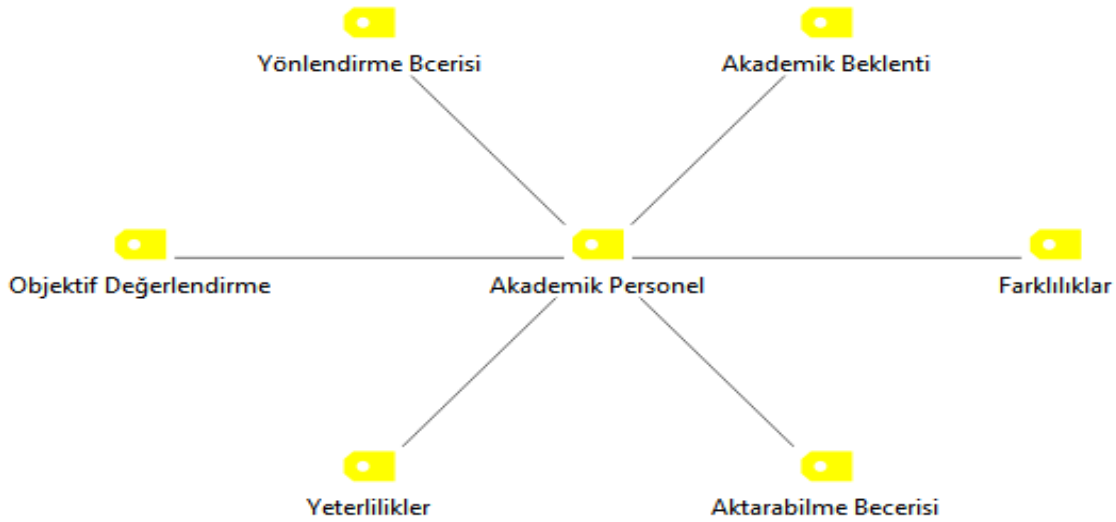 Yönlendirme Bcerisi
Akademik Beklenti
Objektif Değerlendirme
Akademik Personel
Farklılıklar
Yeterlilikler
Aktarabilme Becerisi